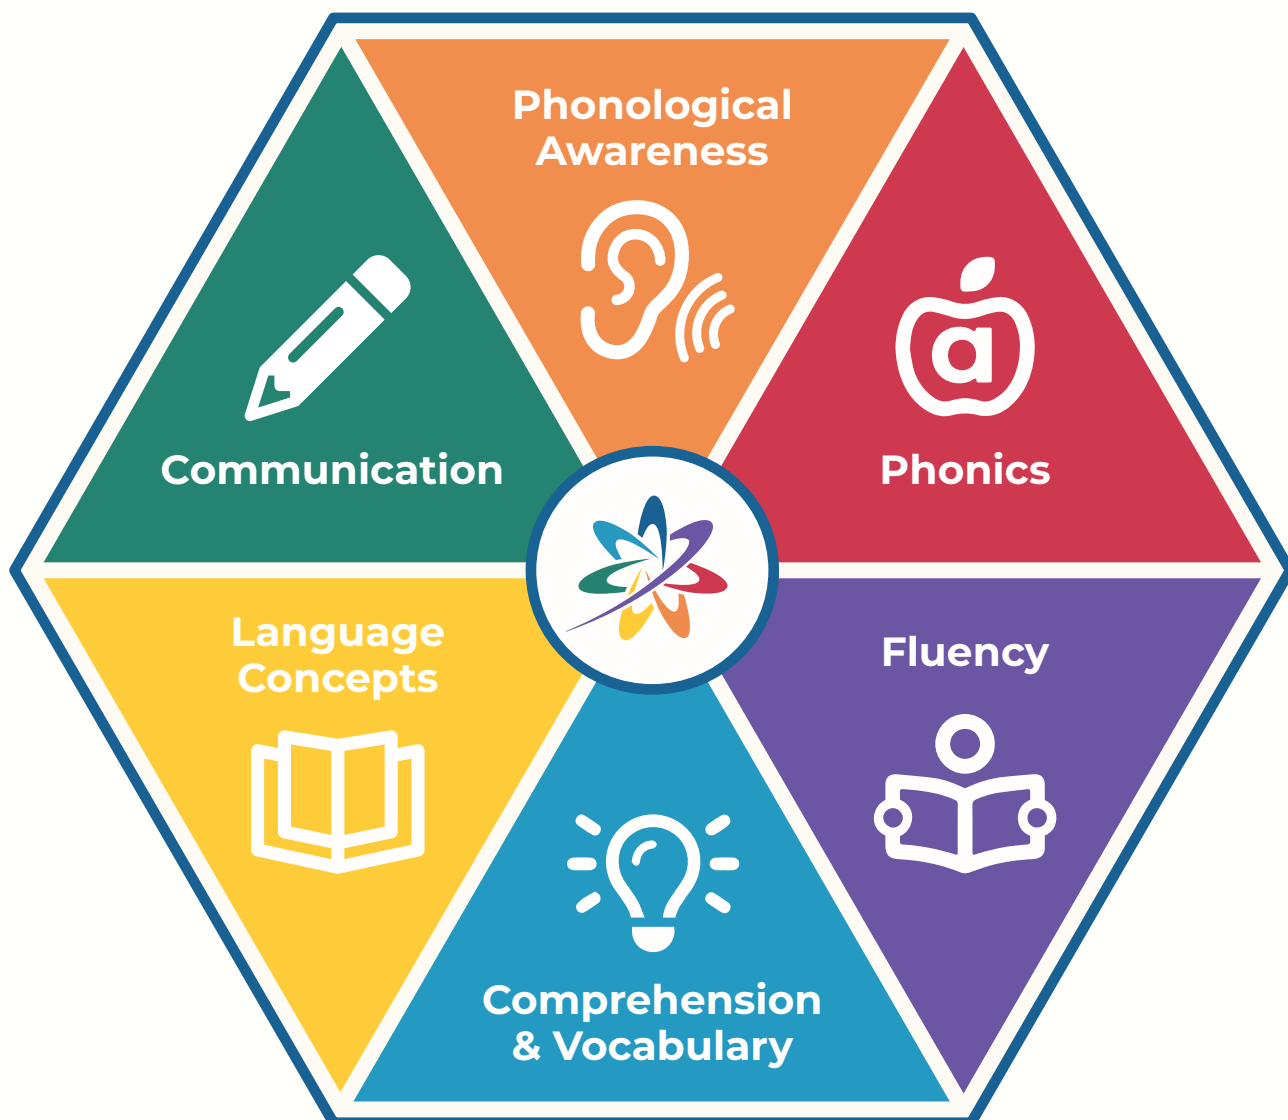 Phonological
Awareness
a
Phonics
Communication
Language
Concepts
Fluency
Comprehension
& Vocabulary